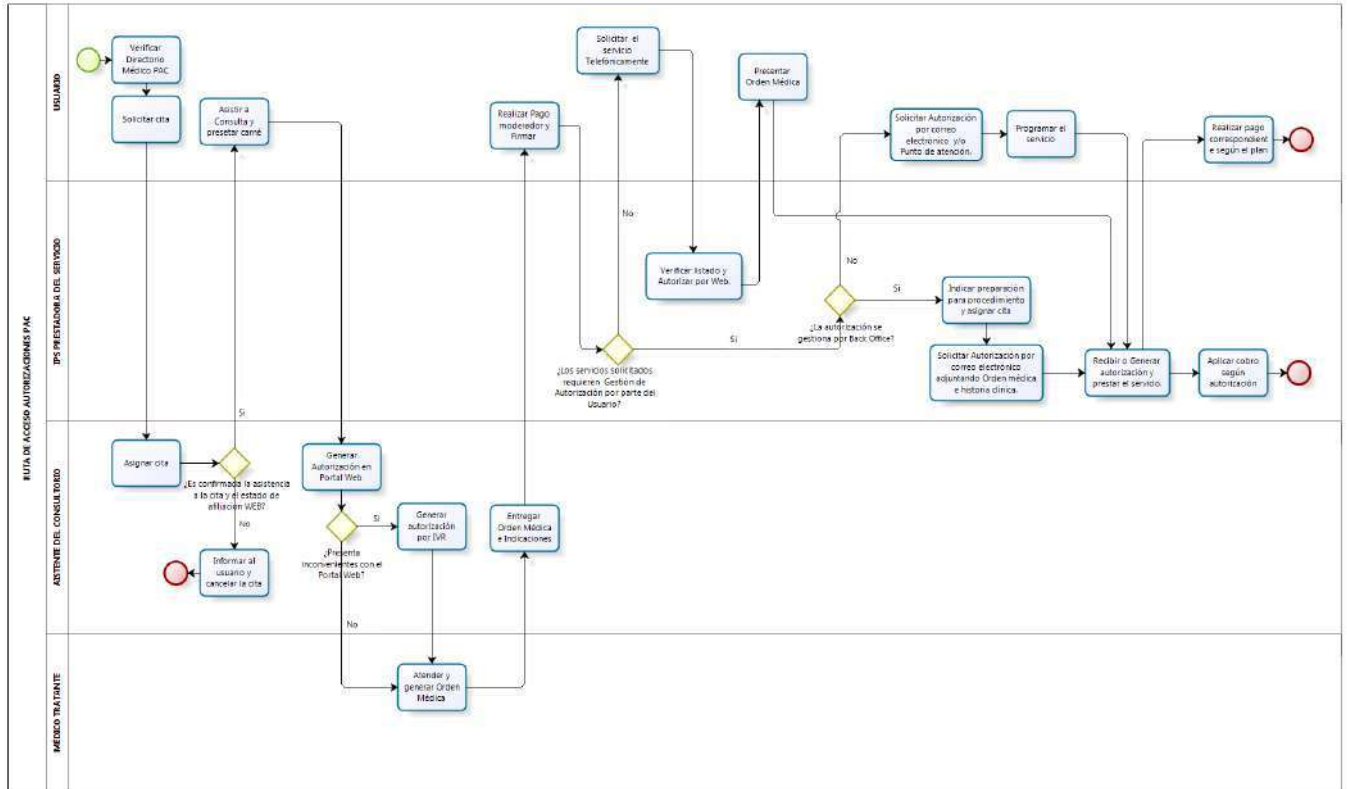 RUTA DE ACCESO AUTORIZACIONES PAC
USUARIO
Verificar
Directorio
Médico PAC
Solicitar cita
Asistir a
Consulta y
presetar carné
Realizar Pago
moderador y
Firmar
Solicitar el
servicio
Telefónicamente
Presentar
Orden Médica
Solicitar Autorización
por correo
electrónico y/o
Punto de atención.
Programar el
servicio
Realizar pago
correspondient
e según el plan
IPS PRESTADORA DEL SERVICIO
No
Verificar listado y
Autorizar por Web.
No
Si
¿La autorización se
gestiona por Back Office?
Indicar preparación
para procedimiento
y asignar cita
Si
¿Los servicios solicitados
requieren Gestión de
Autorización por parte del
Usuario?
Solicitar Autorización por
correo electrónico
adjuntando Orden médica
e historia clínica.
Recibir o Generar
autorización y
prestar el servicio.
Aplicar cobro
según
autorización
AISTENTE DEL CONSULTORIO
Si
Asignar cita
¿Es confirmada la asistencia
a la cita y el estado de
afiliación WEB?
No
Informar al
usuario y
cancelar la cita
Generar
Autorización en
Portal Web
Si
¿Presenta
inconvenientes con el
Portal Web?
No
Generar
autorización
por IVR
Entregar
Orden Médica
e Indicaciones
MEDICO TRATANTE
Atender y
generar Orden
Médica